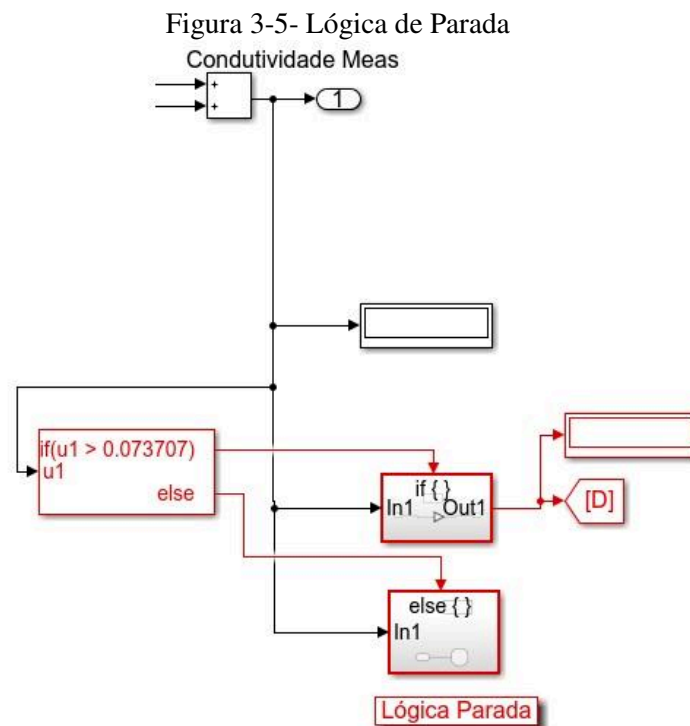 Figura 3-5- Lógica de Parada
Condutividade Meas
+
+
1
if(u1 > 0.073707)
u1
else
if { }
In1
Out1
[D]
else { }
In1
Lógica Parada